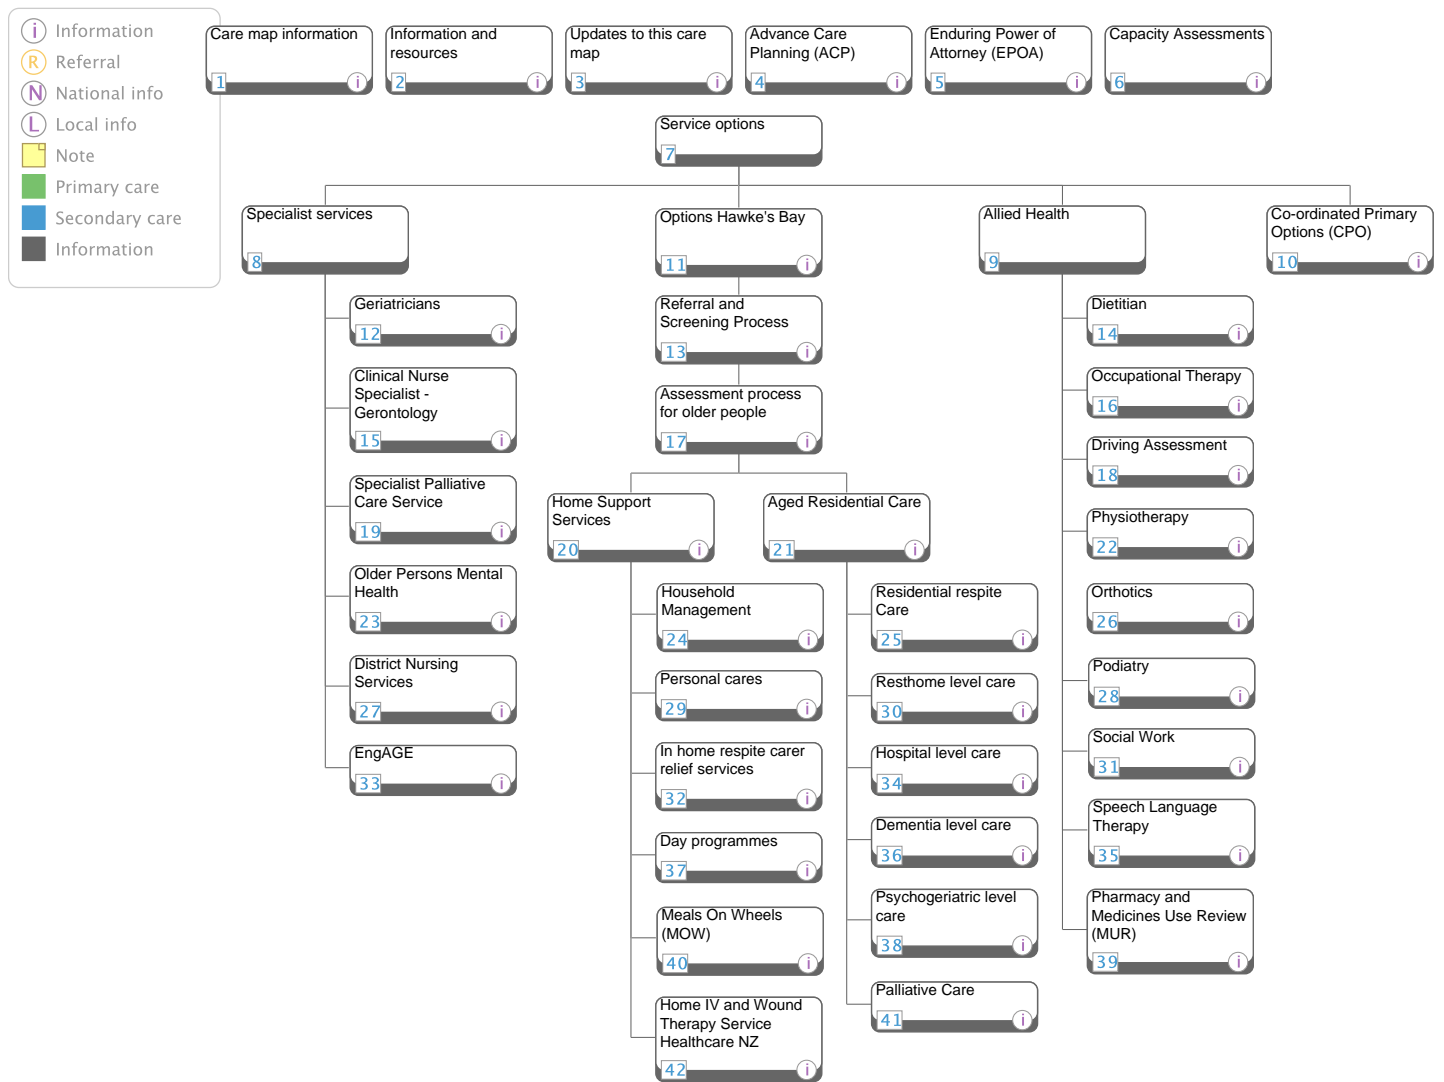 i Information
R Referral
N National info
L Local info
Note
Primary care
Secondary care
Information
Care map information
1 i
Information and
resources
2 i
Updates to this care
map
3 i
Advance Care
Planning (ACP)
4 i
Enduring Power of
Attorney (EPOA)
5 i
Capacity Assessments
6 i
Service options
7
Specialist services
8
Options Hawke's Bay
11 i
Allied Health
9
Co-ordinated Primary
Options (CPO)
10 i
Geriatricians
12 i
Clinical Nurse
Specialist -
Gerontology
15 i
Specialist Palliative
Care Service
19 i
Older Persons Mental
Health
23 i
District Nursing
Services
27 i
EngAGE
33 i
Referral and
Screening Process
13 i
Assessment process
for older people
17 i
Home Support
Services
20 i
Aged Residential Care
21 i
Household
Management
24 i
Personal cares
29 i
In home respite carer
relief services
32 i
Day programmes
37 i
Meals On Wheels
(MOW)
40 i
Home IV and Wound
Therapy Service
Healthcare NZ
42 i
Residential respite
Care
25 i
Resthome level care
30 i
Hospital level care
34 i
Dementia level care
36 i
Psychogeriatric level
care
38 i
Palliative Care
41 i
Dietitian
14 i
Occupational Therapy
16 i
Driving Assessment
18 i
Physiotherapy
22 i
Orthotics
26 i
Podiatry
28 i
Social Work
31 i
Speech Language
Therapy
35 i
Pharmacy and
Medicines Use Review
(MUR)
39 i